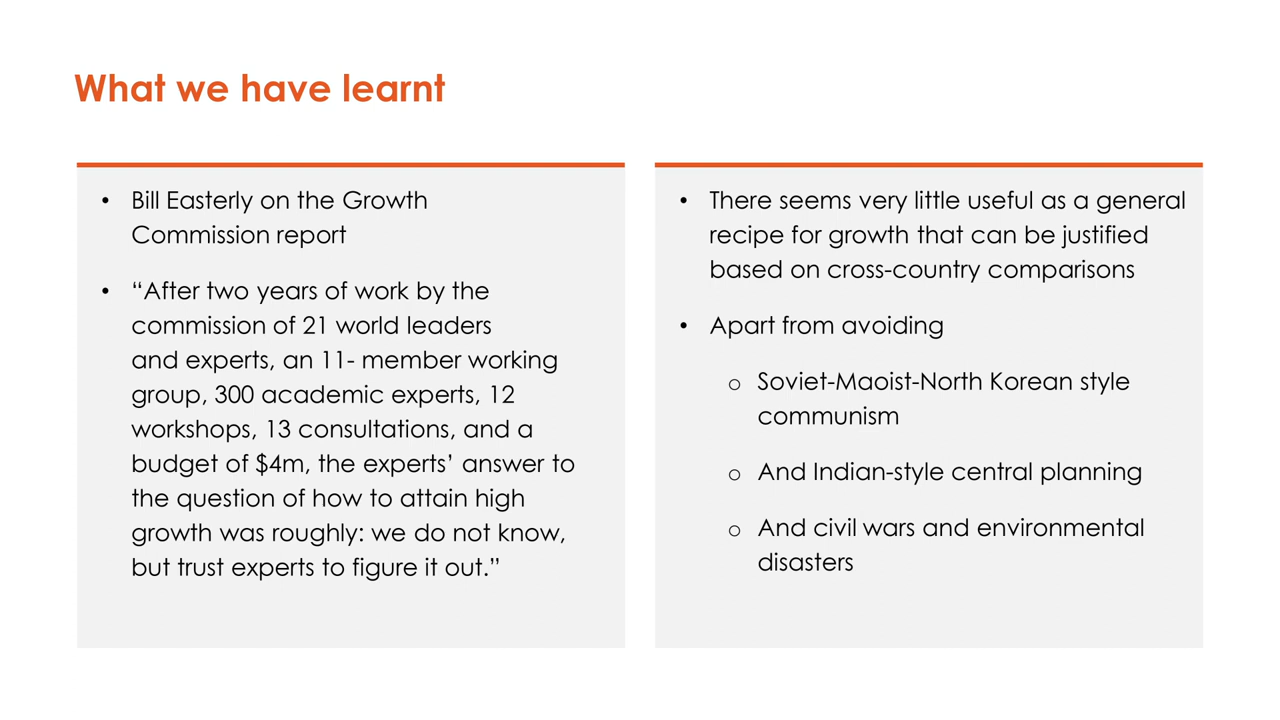 What we have learnt
• Bill Easterly on the Growth
Commission report
• “After two years of work by the
commission of 21 world leaders
and experts, an 11- member working
group, 300 academic experts, 12
workshops, 13 consultations, and a
budget of $4m, the experts’ answer to
the question of how to attain high
growth was roughly: we do not know,
but trust experts to figure it out.”
• There seems very little useful as a general
recipe for growth that can be justified
based on cross-country comparisons
• Apart from avoiding
o Soviet-Maoist-North Korean style
communism
o And Indian-style central planning
o And civil wars and environmental
disasters